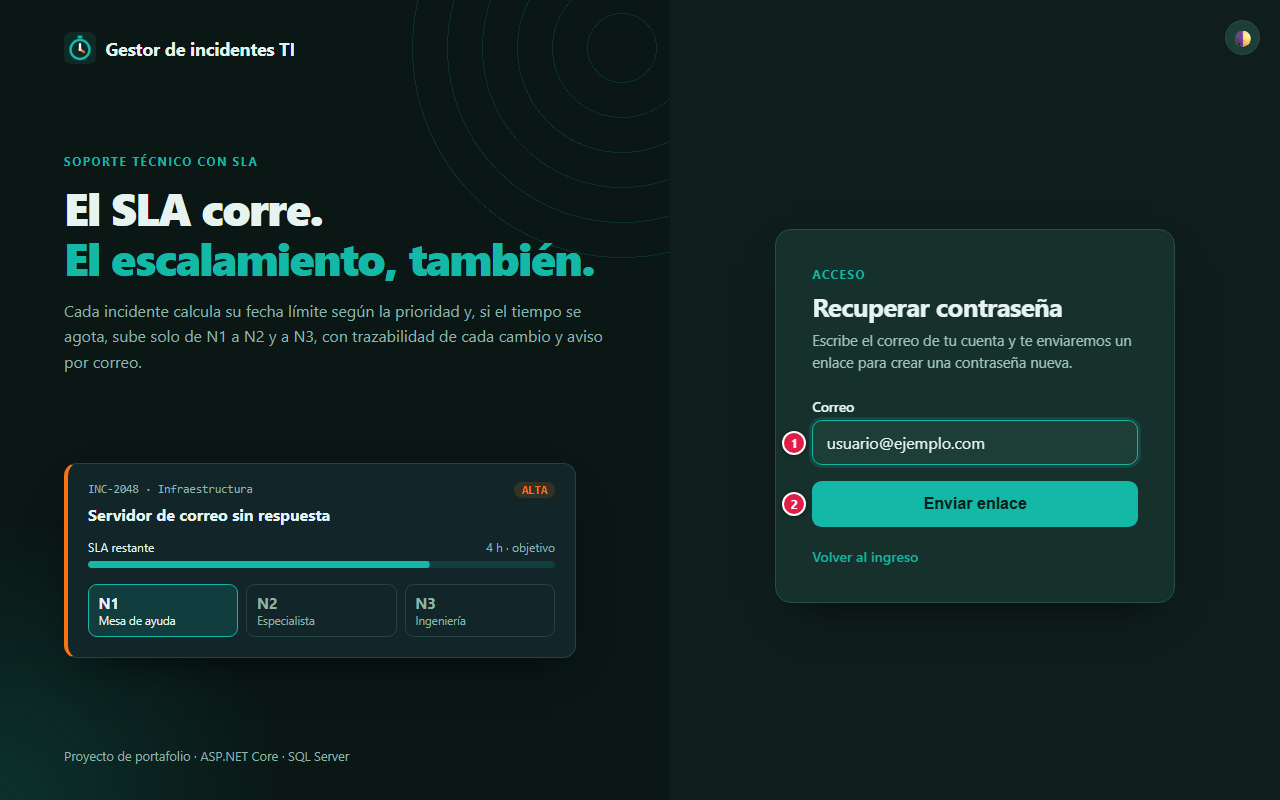 Gestor de incidentes TI
SOPORTE TÉCNICO CON SLA
El SLA corre.
El escalamiento, también.
Cada incidente calcula su fecha límite según la prioridad y, si el tiempo se
agota, sube solo de N1 a N2 y a N3, con trazabilidad de cada cambio y aviso
por correo.
INC-2048 · Infraestructura
ALTA
Servidor de correo sin respuesta
SLA restante
4 h · objetivo
N1
Mesa de ayuda
N2
Especialista
N3
Ingeniería
Proyecto de portafolio · ASP.NET Core · SQL Server
ACCESO
Recuperar contraseña
Escribe el correo de tu cuenta y te enviaremos un
enlace para crear una contraseña nueva.
Correo
1
usuario@ejemplo.com
2
Enviar enlace
Volver al ingreso